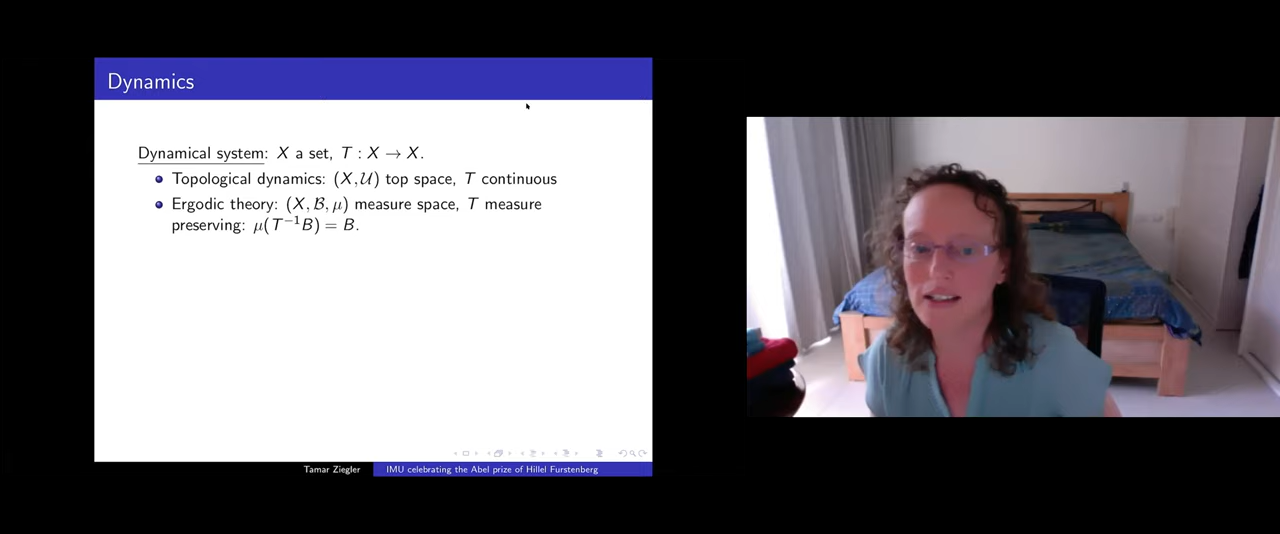 Dynamics
Dynamical system: X a set, T : X → X.
Topological dynamics: (X, 𝒰) top space, T continuous
Ergodic theory: (X, ℬ, μ) measure space, T measure
preserving: μ(T⁻¹B) = B.
Tamar Ziegler IMU celebrating the Abel prize of Hillel Furstenberg